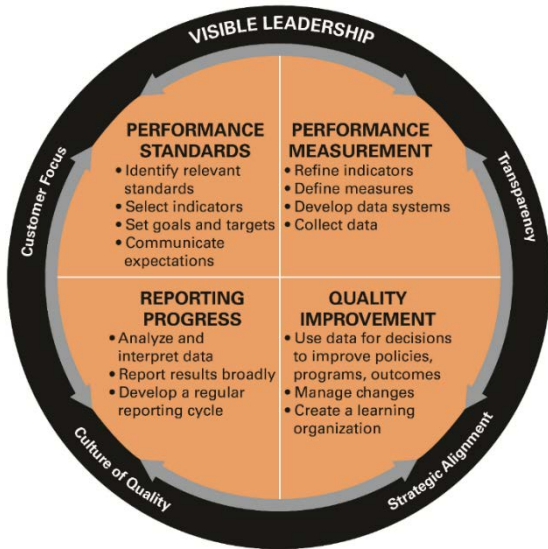 VISIBLE LEADERSHIP
Customer Focus
Transparency
PERFORMANCE
STANDARDS
• Identify relevant
standards
• Select indicators
• Set goals and targets
• Communicate
expectations
PERFORMANCE
MEASUREMENT
• Refine indicators
• Define measures
• Develop data systems
• Collect data
REPORTING
PROGRESS
• Analyze and
interpret data
• Report results broadly
• Develop a regular
reporting cycle
QUALITY
IMPROVEMENT
• Use data for decisions
to improve policies,
programs, outcomes
• Manage changes
• Create a learning
organization
Culture of Quality
Strategic Alignment